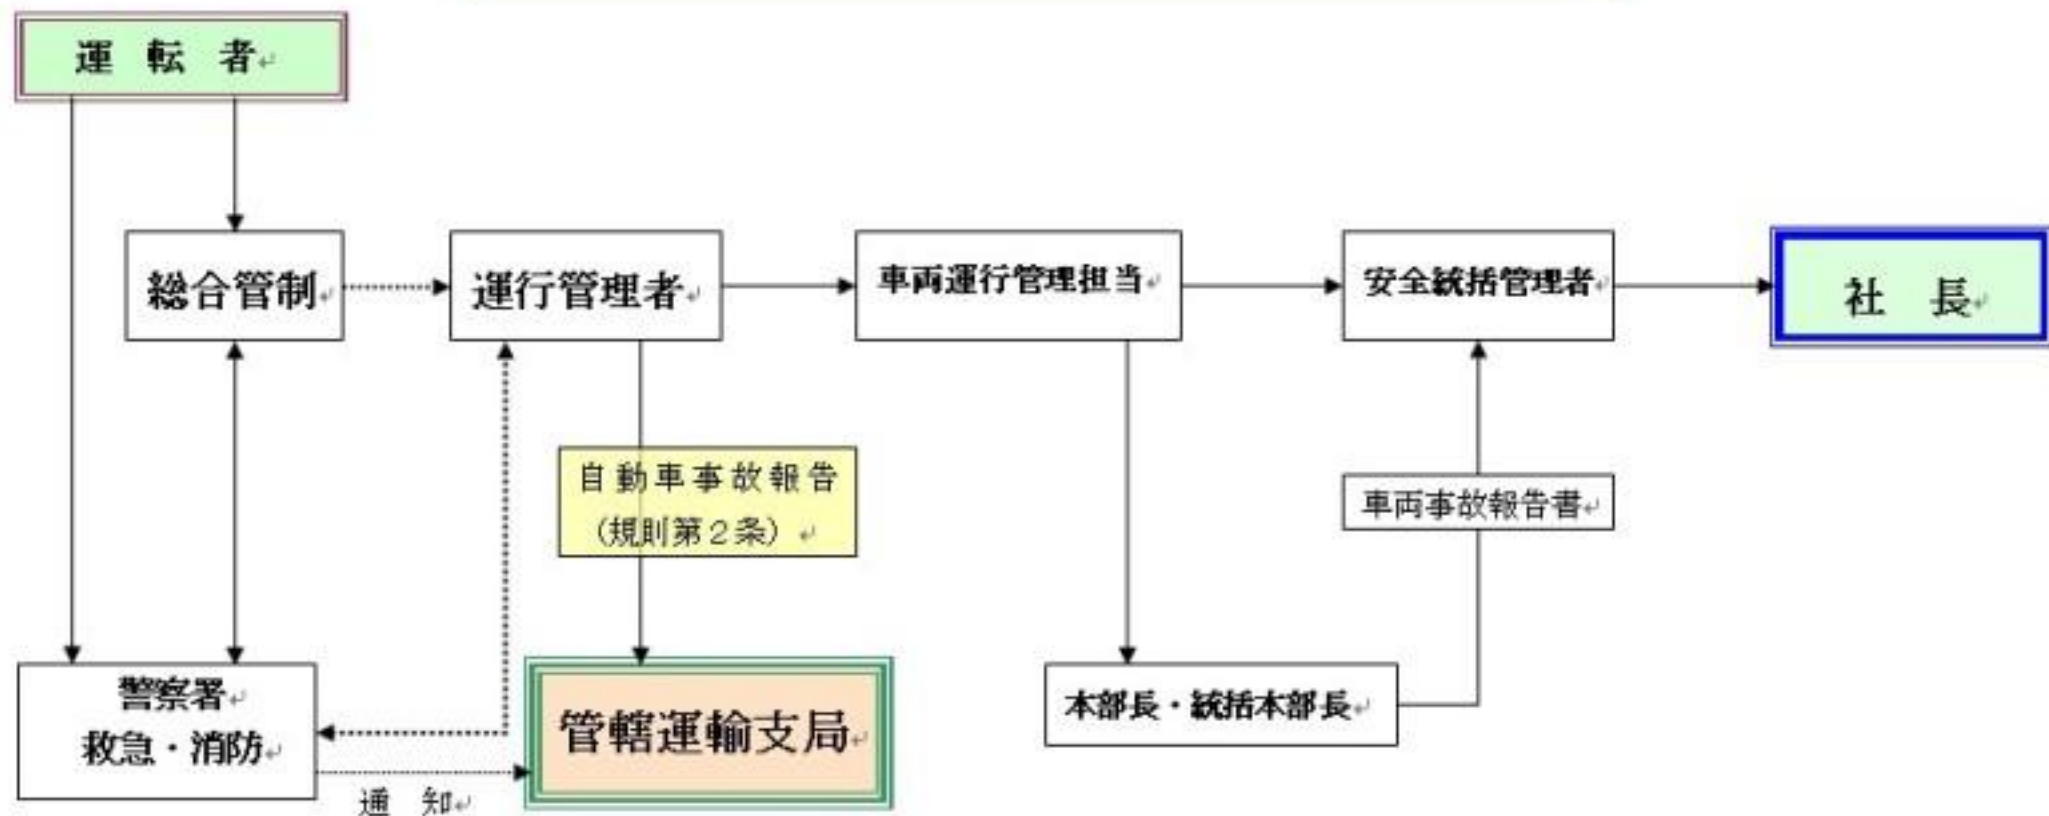 運 転 者
総合管制
運行管理者
車両運行管理担当
安全統括管理者
社 長
自動車事故報告
(規則第2条)
車両事故報告書
警察署
救急・消防
管轄運輸支局
本部長・統括本部長
通 知